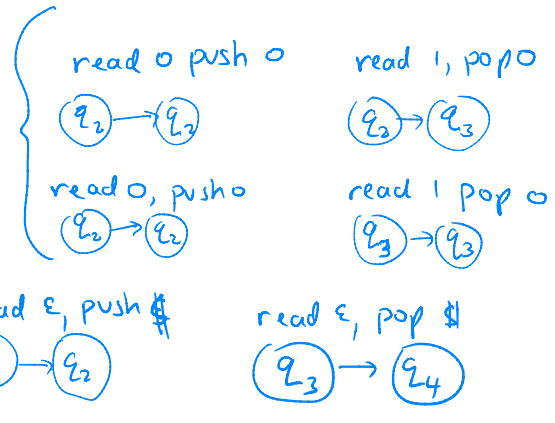 read 0 push 0 read 1, pop 0
q2 → q2 q2 → q3
read 0, push 0 read 1 pop 0
q2 → q2 q3 → q3
ad ε, push $ read ε, pop $
→ q2 q3 → q4